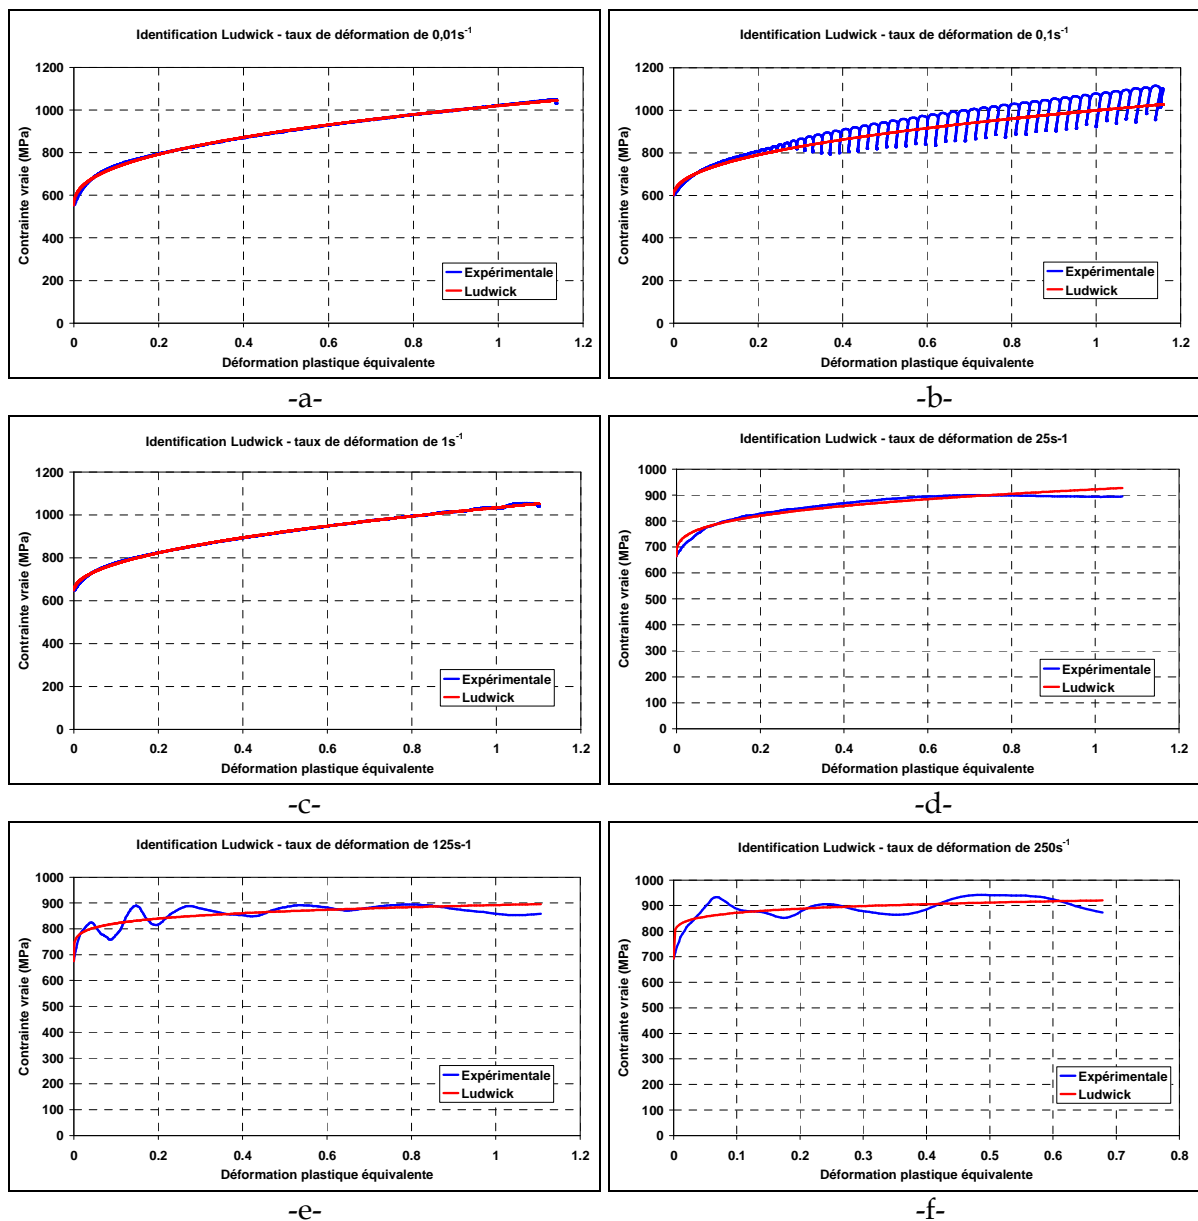 Identification Ludwick - taux de déformation de 0,01s-1
Contrainte vraie (MPa)
1200
1000
800
600
400
200
0
0 0.2 0.4 0.6 0.8 1 1.2
Déformation plastique équivalente
Expérimentale
Ludwick
-a-
Identification Ludwick - taux de déformation de 0,1s-1
Contrainte vraie (MPa)
1200
1000
800
600
400
200
0
0 0.2 0.4 0.6 0.8 1 1.2
Déformation plastique équivalente
Expérimentale
Ludwick
-b-
Identification Ludwick - taux de déformation de 1s-1
Contrainte vraie (MPa)
1200
1000
800
600
400
200
0
0 0.2 0.4 0.6 0.8 1 1.2
Déformation plastique équivalente
Expérimentale
Ludwick
-c-
Identification Ludwick - taux de déformation de 25s-1
Contrainte vraie (MPa)
1000
900
800
700
600
500
400
300
200
100
0
0 0.2 0.4 0.6 0.8 1 1.2
Déformation plastique équivalente
Expérimentale
Ludwick
-d-
Identification Ludwick - taux de déformation de 125s-1
Contrainte vraie (MPa)
1000
900
800
700
600
500
400
300
200
100
0
0 0.2 0.4 0.6 0.8 1 1.2
Déformation plastique équivalente
Expérimentale
Ludwick
-e-
Identification Ludwick - taux de déformation de 250s-1
Contrainte vraie (MPa)
1000
900
800
700
600
500
400
300
200
100
0
0 0.1 0.2 0.3 0.4 0.5 0.6 0.7 0.8
Déformation plastique équivalente
Expérimentale
Ludwick
-f-